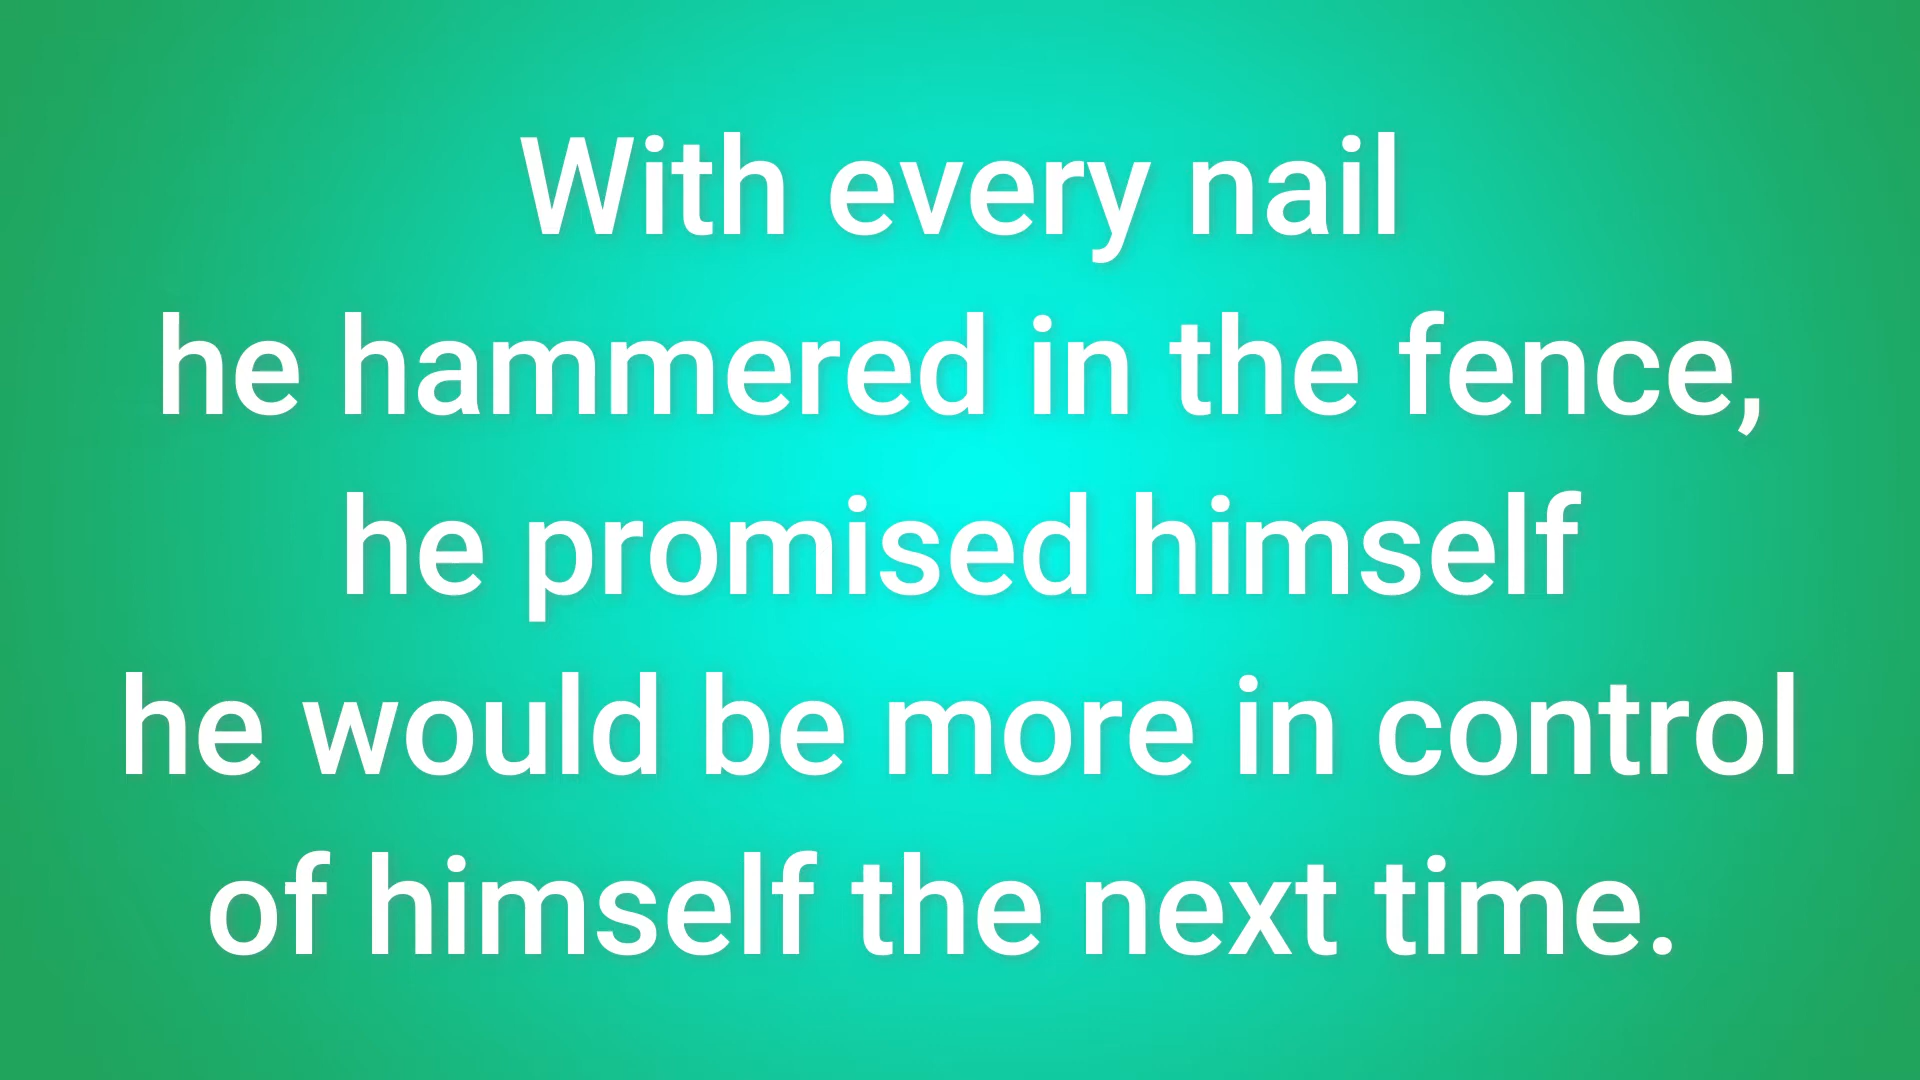 With every nail
he hammered in the fence,
he promised himself
he would be more in control
of himself the next time.